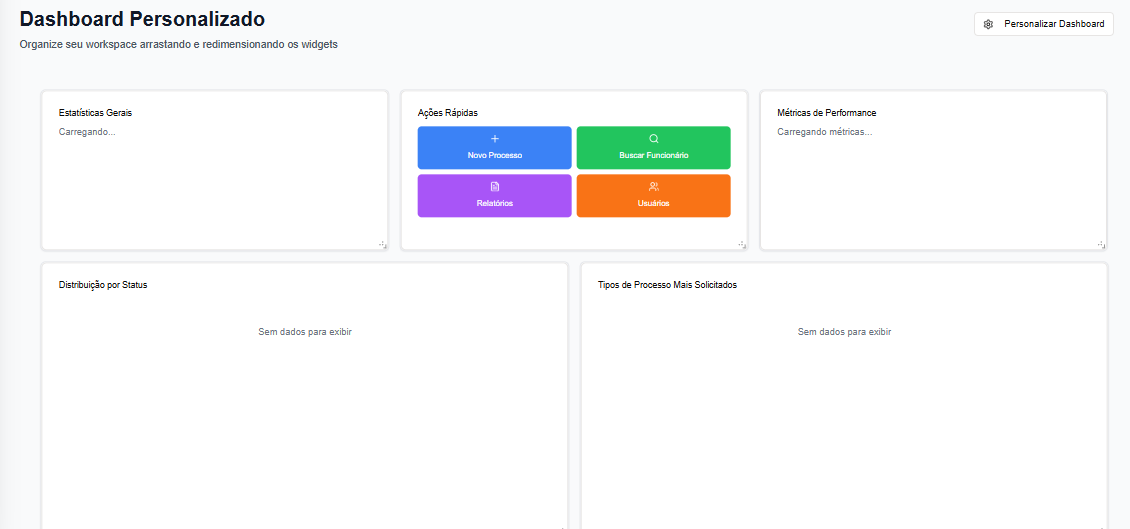 Dashboard Personalizado
Personalizar Dashboard
Organize seu workspace arrastando e redimensionando os widgets
Estatísticas Gerais
Carregando...
Ações Rápidas
Novo Processo
Buscar Funcionário
Relatórios
Usuários
Métricas de Performance
Carregando métricas...
Distribuição por Status
Sem dados para exibir
Tipos de Processo Mais Solicitados
Sem dados para exibir